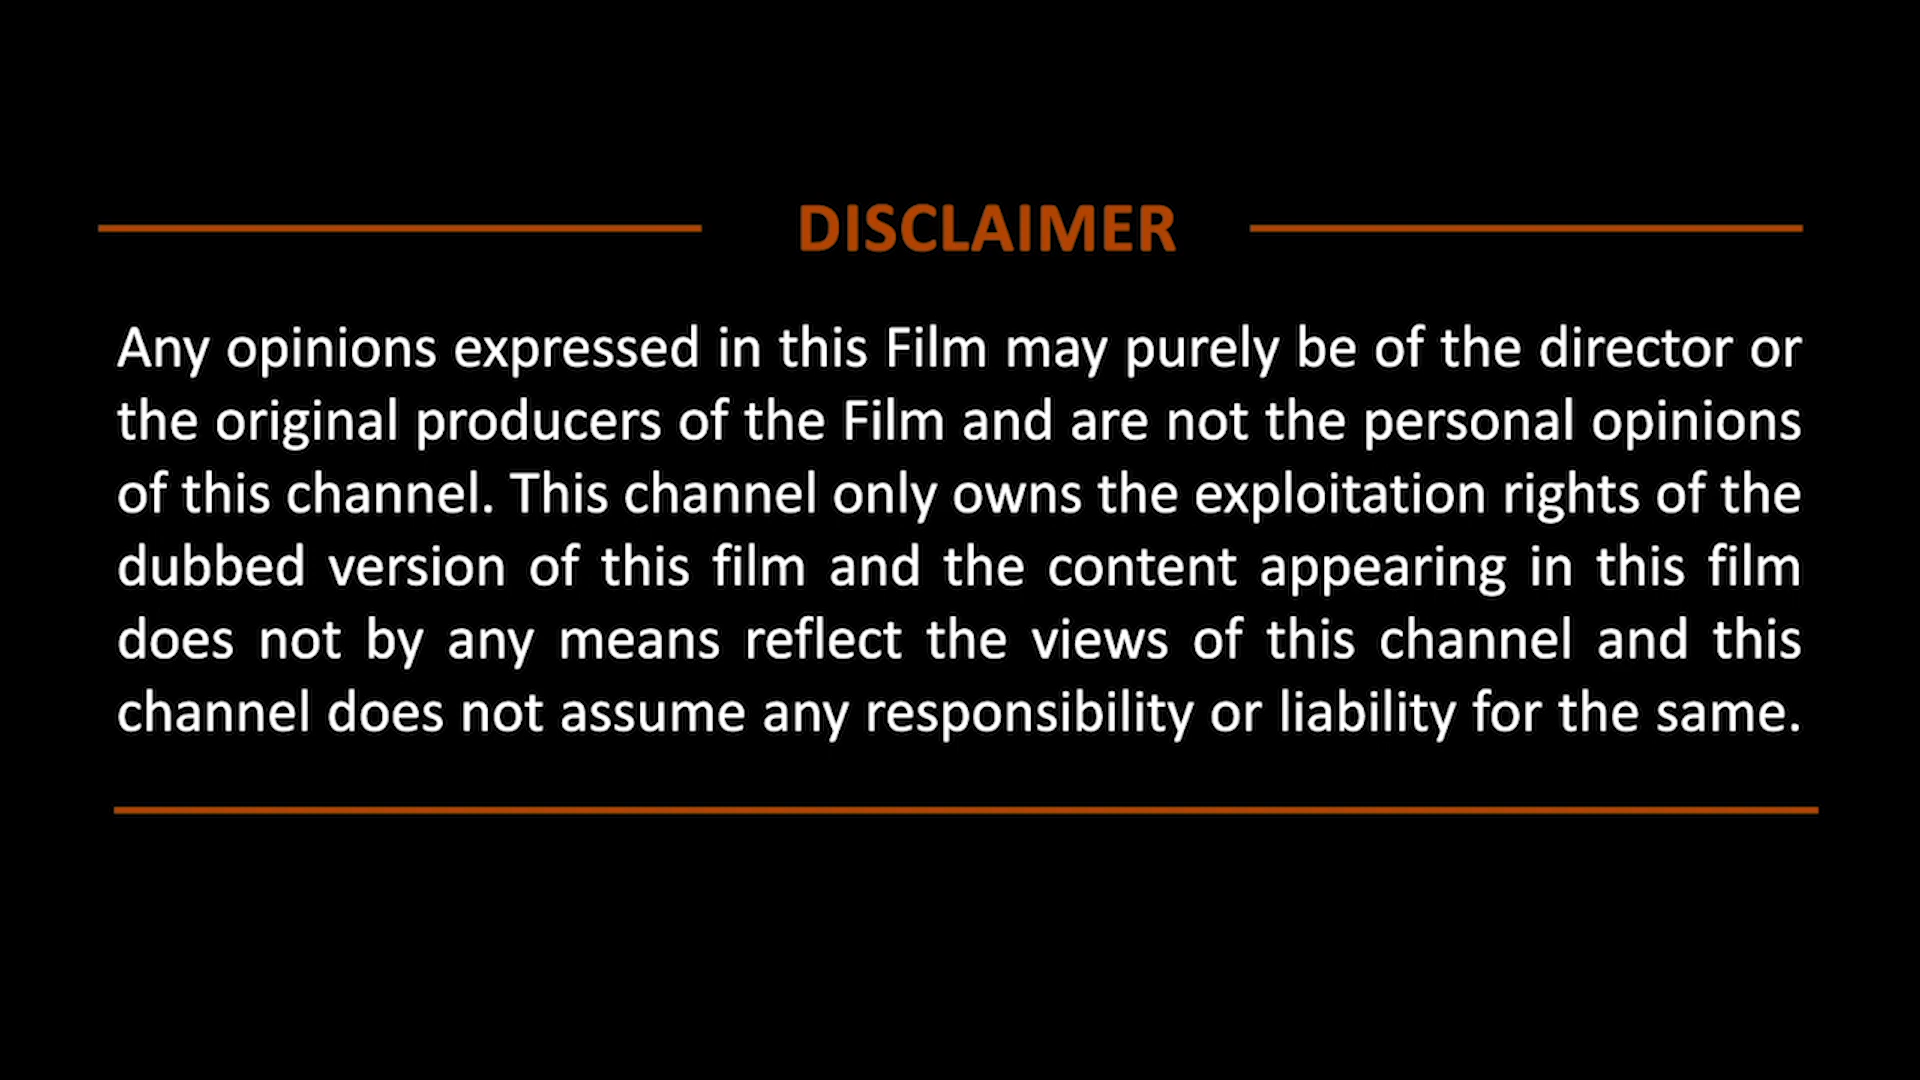 DISCLAIMER
Any opinions expressed in this Film may purely be of the director or
the original producers of the Film and are not the personal opinions
of this channel. This channel only owns the exploitation rights of the
dubbed version of this film and the content appearing in this film
does not by any means reflect the views of this channel and this
channel does not assume any responsibility or liability for the same.